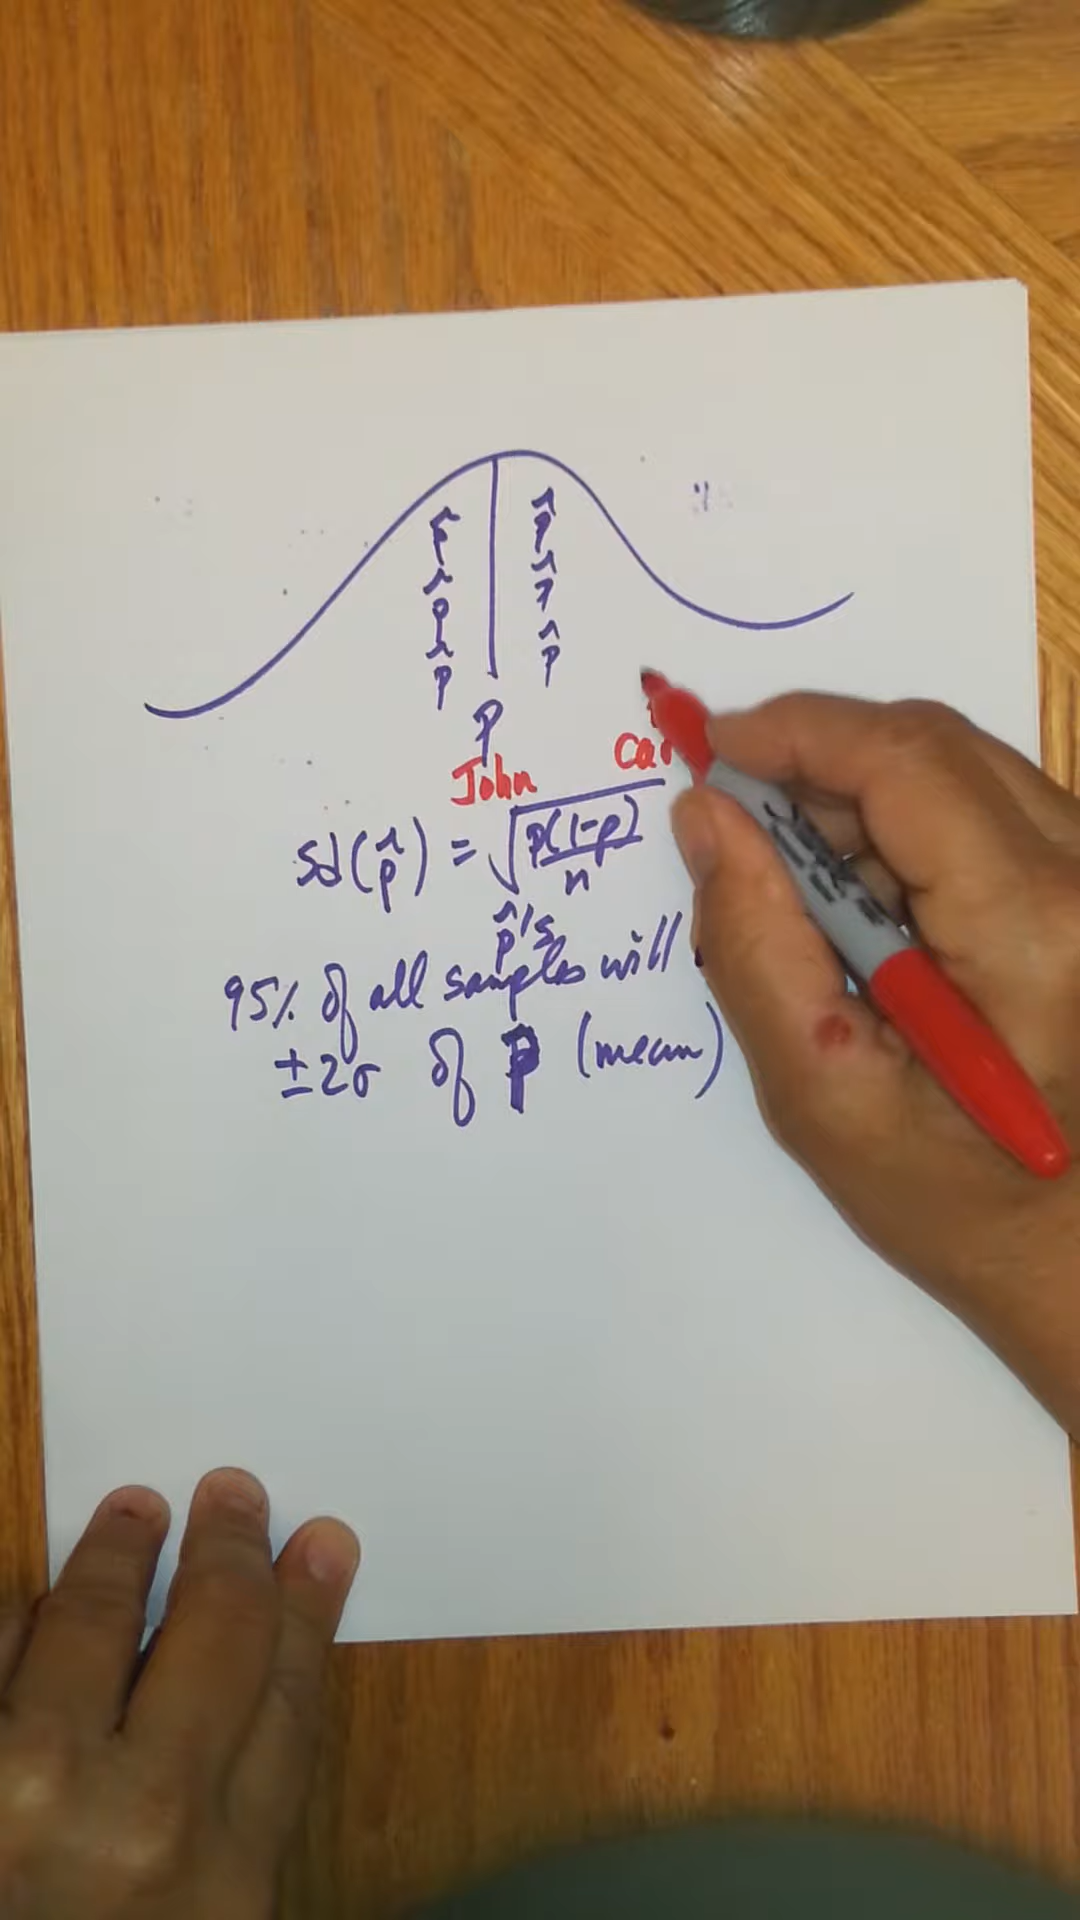 p̂ p̂
p̂ p̂
p̂ p̂
p
John
sd(p̂) = √p(1-p)/n
p̂'s
95% of all samples will
±2σ of p (mean)